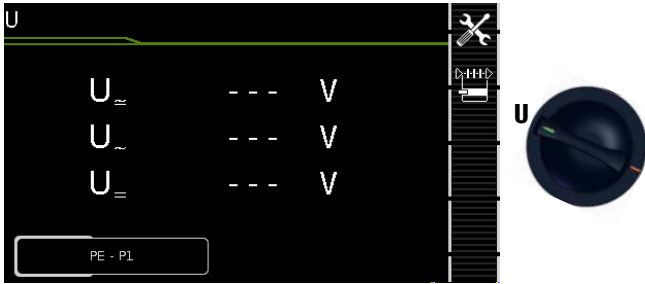 U
U≃ --- V
U~ --- V
U= --- V
PE - P1
U